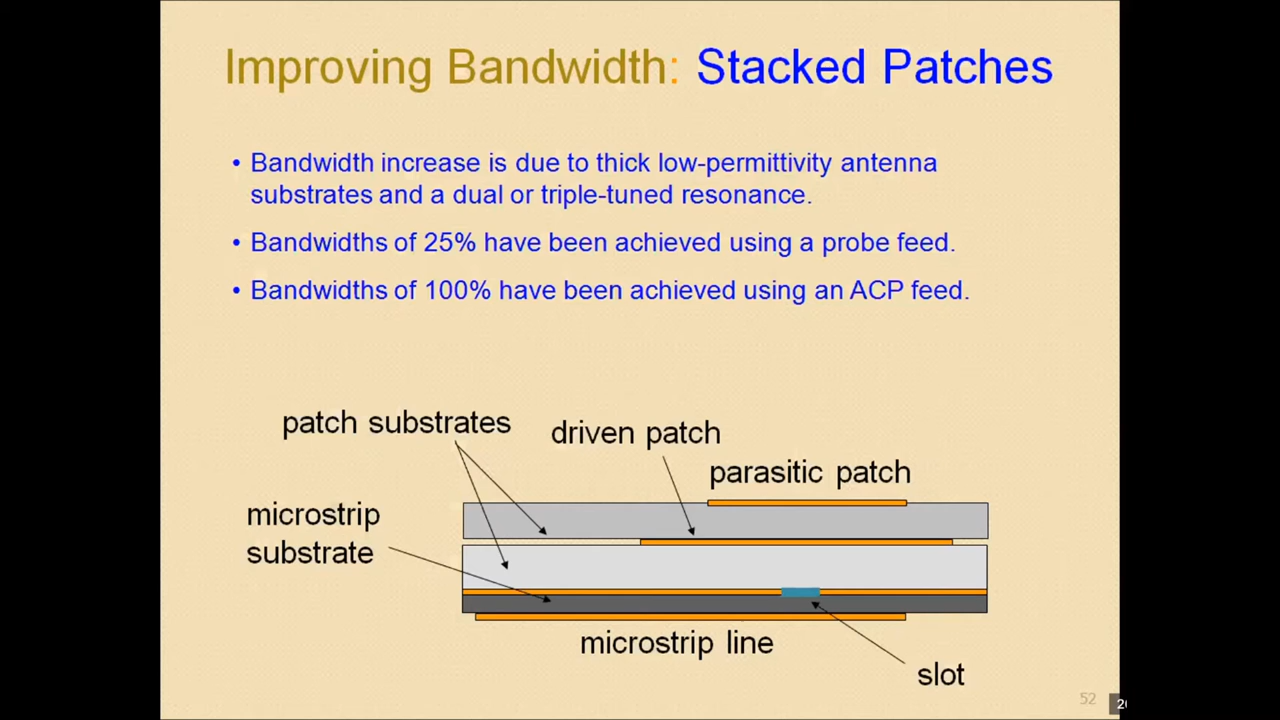 Improving Bandwidth: Stacked Patches
• Bandwidth increase is due to thick low-permittivity antenna
substrates and a dual or triple-tuned resonance.
• Bandwidths of 25% have been achieved using a probe feed.
• Bandwidths of 100% have been achieved using an ACP feed.
patch substrates
driven patch
parasitic patch
microstrip
substrate
microstrip line
slot
52